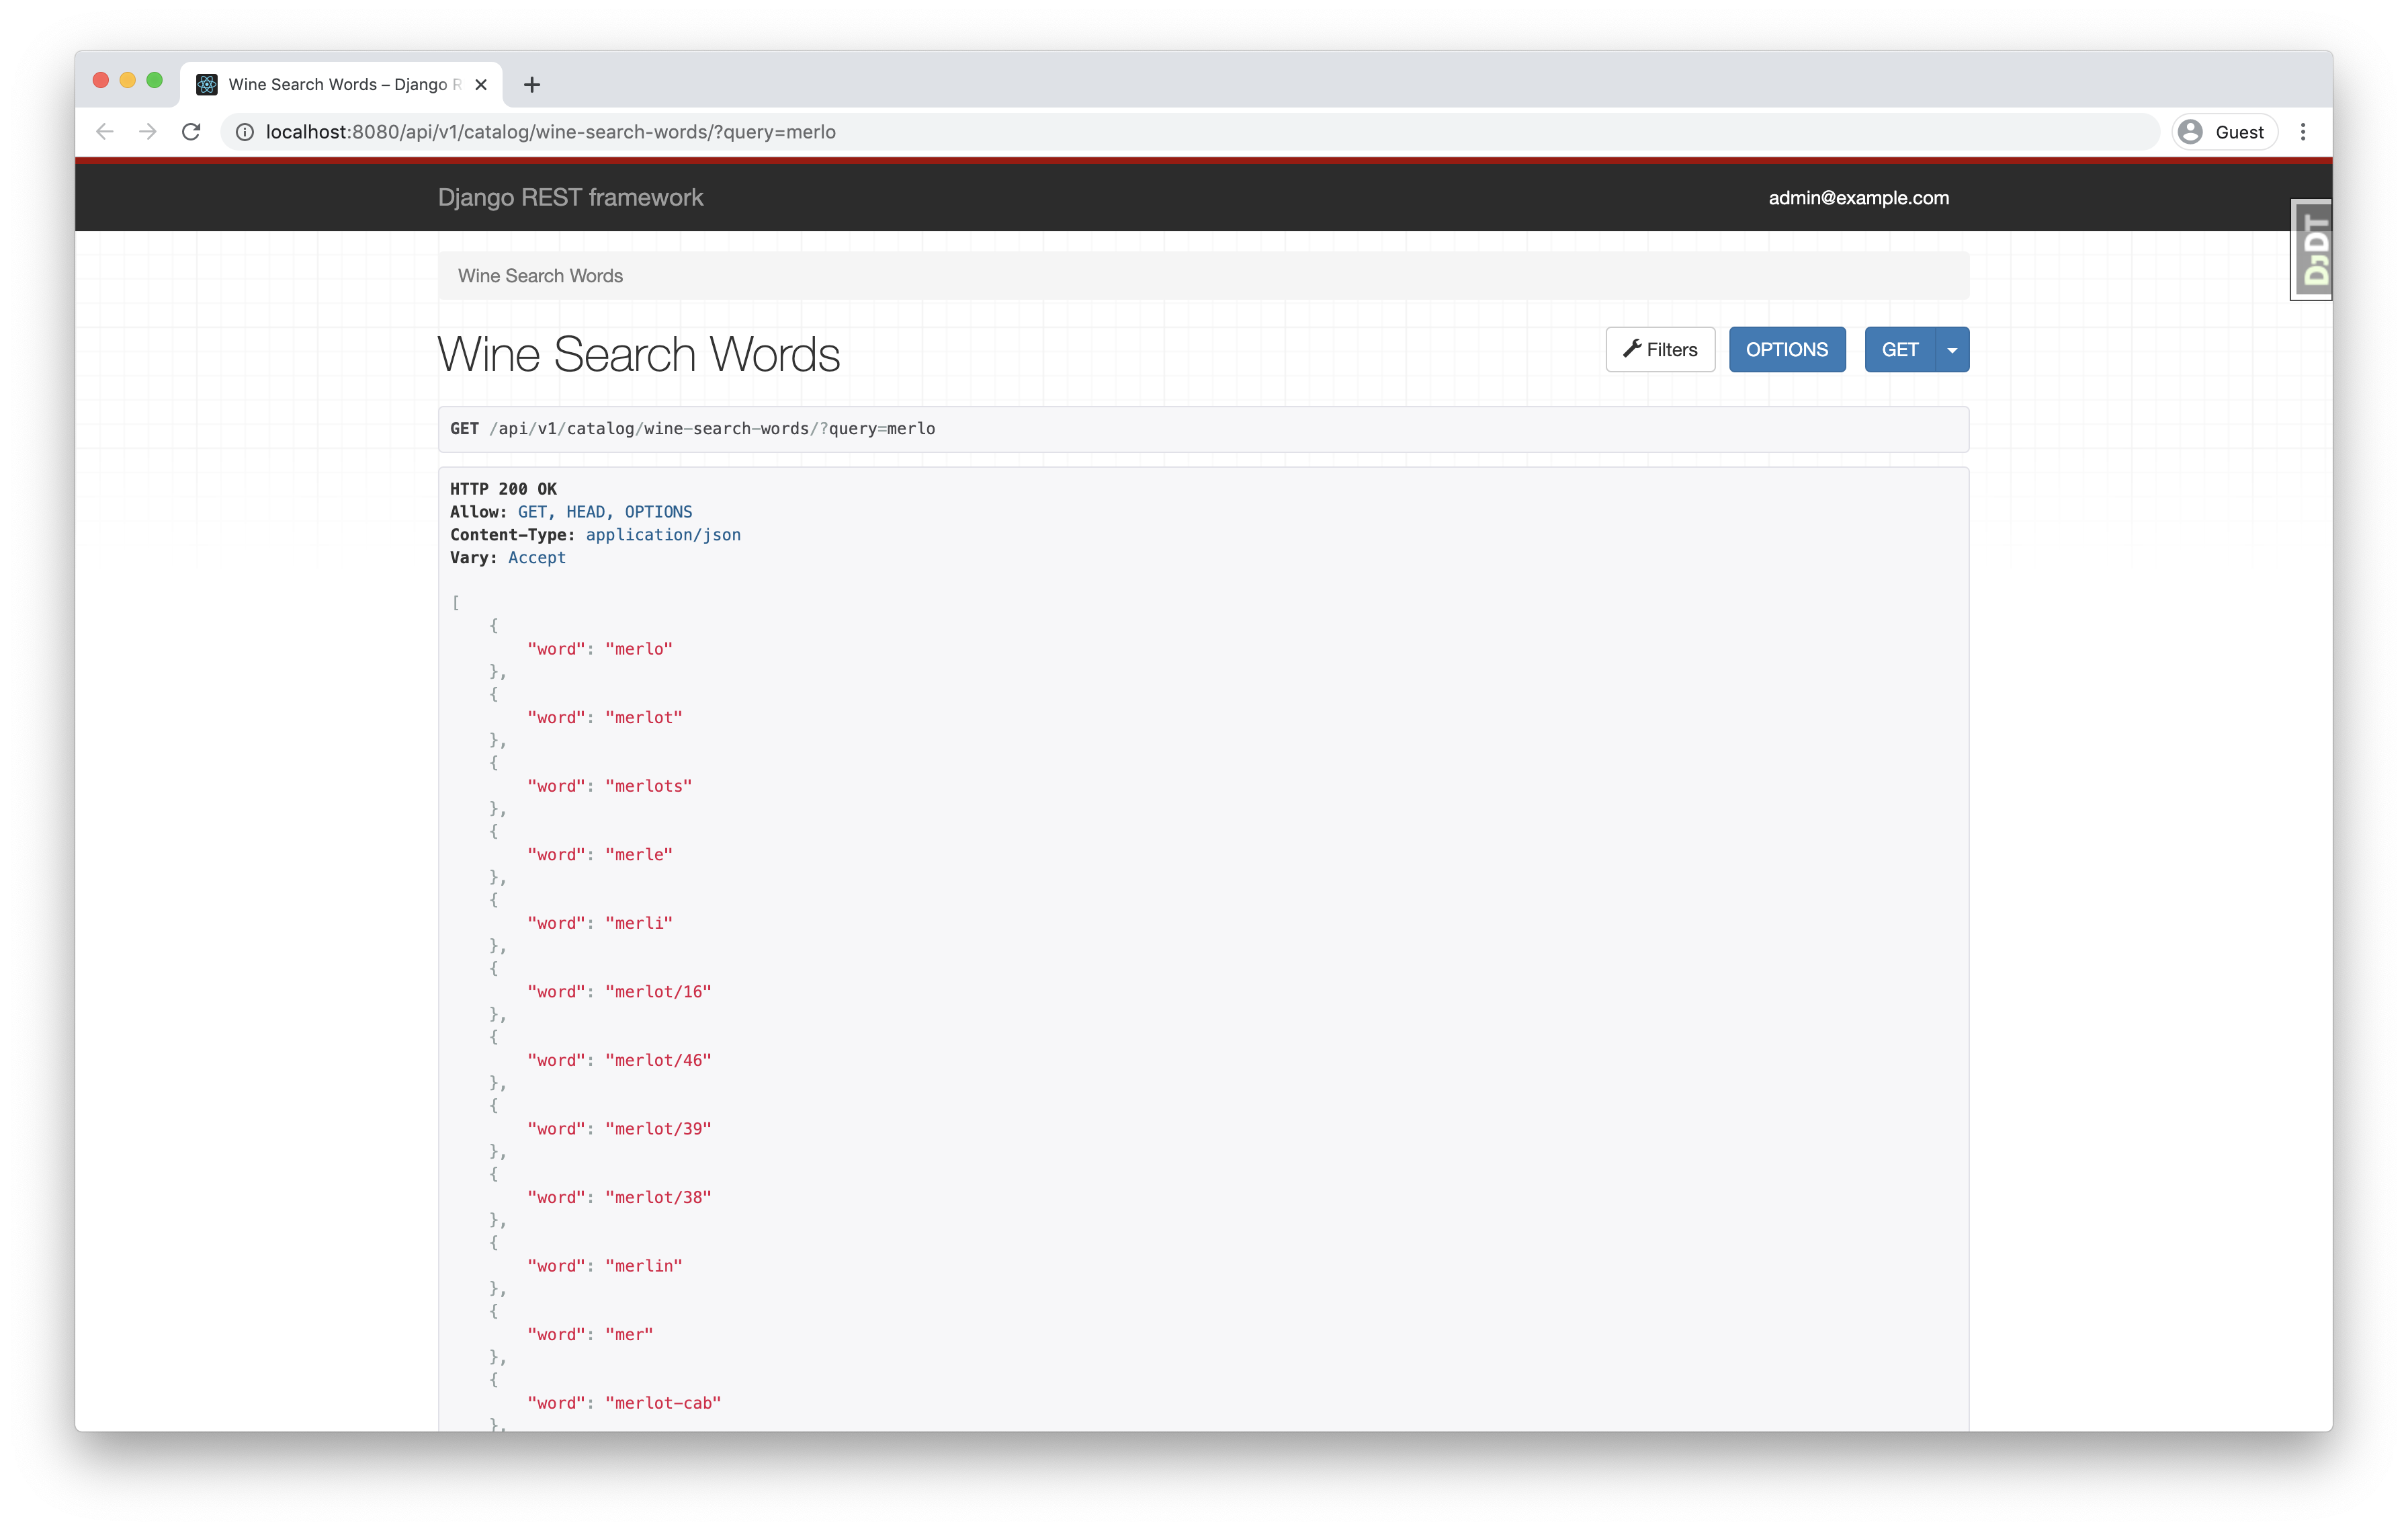 Wine Search Words – Django R
localhost:8080/api/v1/catalog/wine-search-words/?query=merlo
Guest
Django REST framework
admin@example.com
DJDT
Wine Search Words
Wine Search Words
Filters
OPTIONS
GET
GET /api/v1/catalog/wine-search-words/?query=merlo
HTTP 200 OK
Allow: GET, HEAD, OPTIONS
Content-Type: application/json
Vary: Accept
[
{
"word": "merlo"
},
{
"word": "merlot"
},
{
"word": "merlots"
},
{
"word": "merle"
},
{
"word": "merli"
},
{
"word": "merlot/16"
},
{
"word": "merlot/46"
},
{
"word": "merlot/39"
},
{
"word": "merlot/38"
},
{
"word": "merlin"
},
{
"word": "mer"
},
{
"word": "merlot-cab"
},